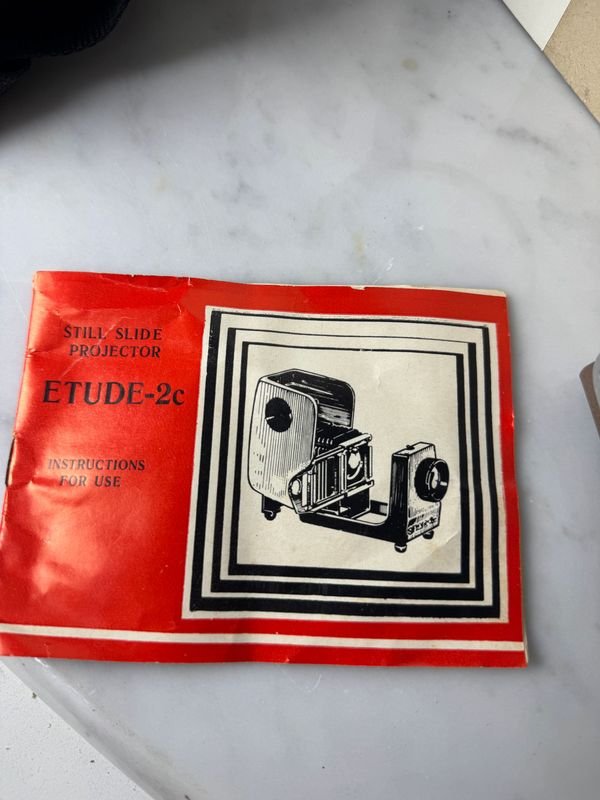 STILL SLIDE
PROJECTOR
ETUDE-2c
INSTRUCTIONS
FOR USE